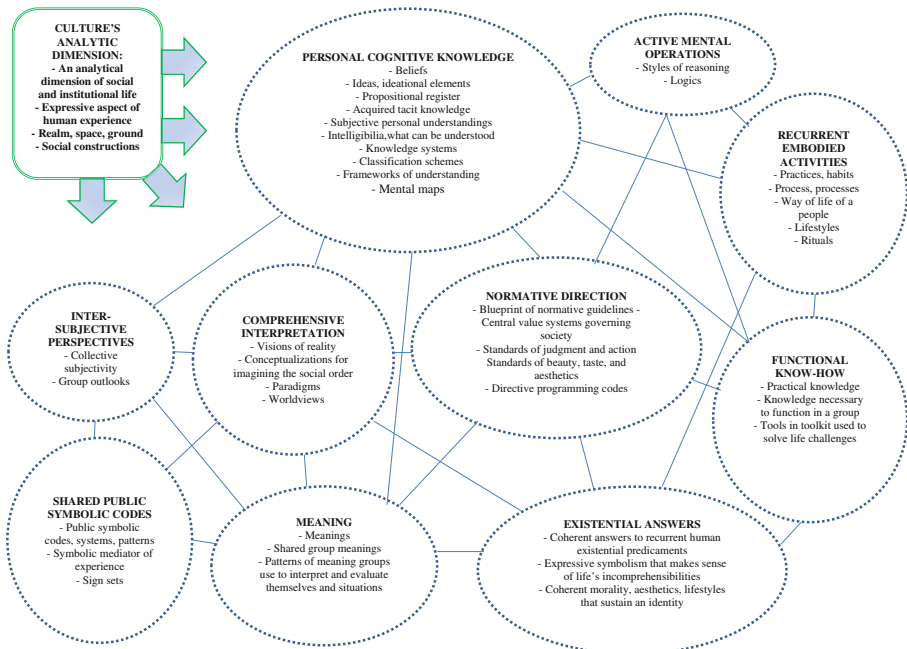 CULTURE'S
ANALYTIC
DIMENSION:
- An analytical
dimension of social
and institutional life
- Expressive aspect of
human experience
- Realm, space, ground
- Social constructions
PERSONAL COGNITIVE KNOWLEDGE
- Beliefs
- Ideas, ideational elements
- Propositional register
- Acquired tacit knowledge
- Subjective personal understandings
- Intelligibilia,what can be understood
- Knowledge systems
- Classification schemes
- Frameworks of understanding
- Mental maps
ACTIVE MENTAL
OPERATIONS
- Styles of reasoning
- Logics
RECURRENT
EMBODIED
ACTIVITIES
- Practices, habits
- Process, processes
- Way of life of a
people
- Lifestyles
- Rituals
INTER-
SUBJECTIVE
PERSPECTIVES
- Collective
subjectivity
- Group outlooks
COMPREHENSIVE
INTERPRETATION
- Visions of reality
- Conceptualizations for
imagining the social order
- Paradigms
- Worldviews
NORMATIVE DIRECTION
- Blueprint of normative guidelines -
Central value systems governing
society
- Standards of judgment and action
Standards of beauty, taste, and
aesthetics
- Directive programming codes
FUNCTIONAL
KNOW-HOW
- Practical knowledge
- Knowledge necessary
to function in a group
- Tools in toolkit used to
solve life challenges
SHARED PUBLIC
SYMBOLIC CODES
- Public symbolic
codes, systems, patterns
- Symbolic mediator of
experience
- Sign sets
MEANING
- Meanings
- Shared group meanings
- Patterns of meaning groups
use to interpret and evaluate
themselves and situations
EXISTENTIAL ANSWERS
- Coherent answers to recurrent human
existential predicaments
- Expressive symbolism that makes sense
of life's incomprehensibilities
- Coherent morality, aesthetics, lifestyles
that sustain an identity